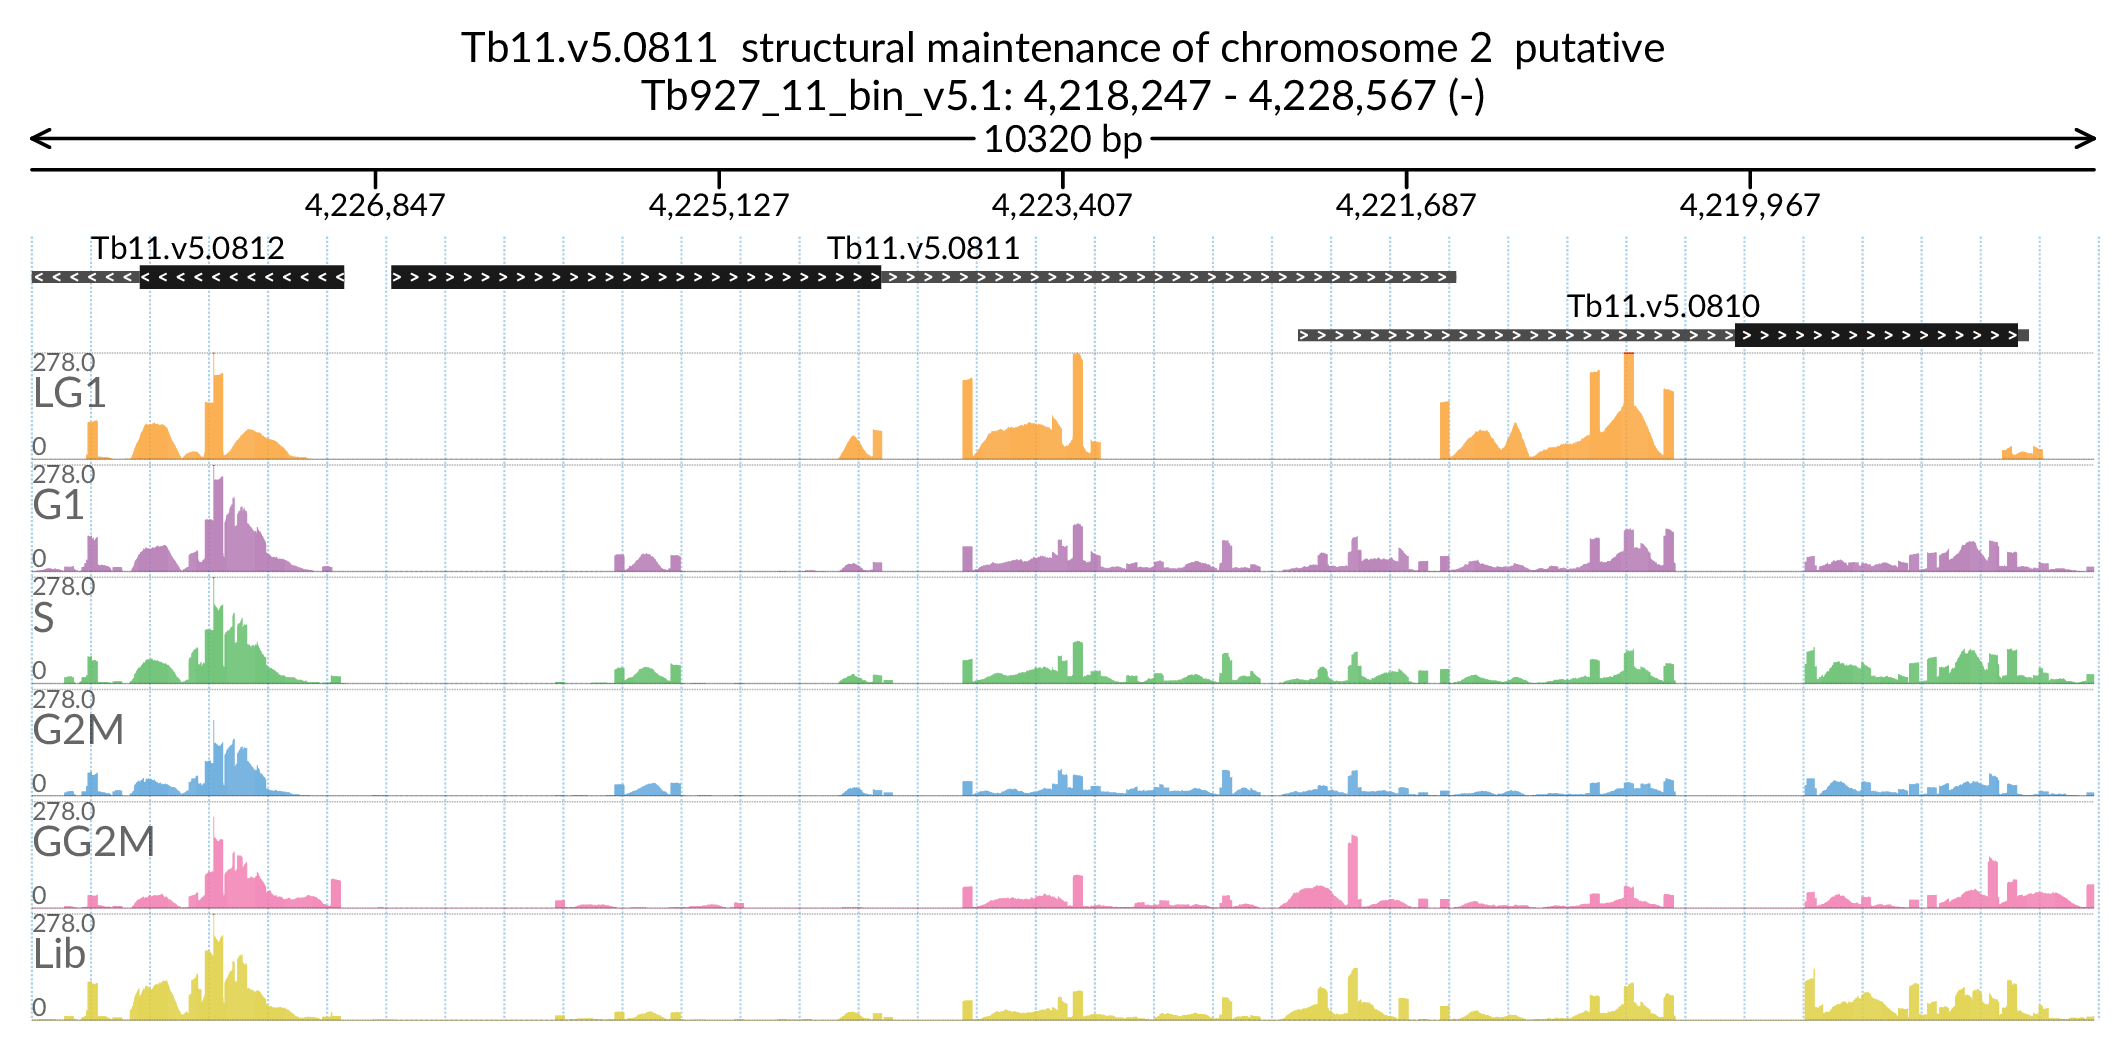 Tb11.v5.0811 structural maintenance of chromosome 2 putative
Tb927_11_bin_v5.1: 4,218,247 - 4,228,567 (-)
10320 bp
4,226,847 4,225,127 4,223,407 4,221,687 4,219,967
Tb11.v5.0812 Tb11.v5.0811
Tb11.v5.0810
278.0
LG1
0
278.0
G1
0
278.0
S
0
278.0
G2M
0
278.0
GG2M
0
278.0
Lib
0